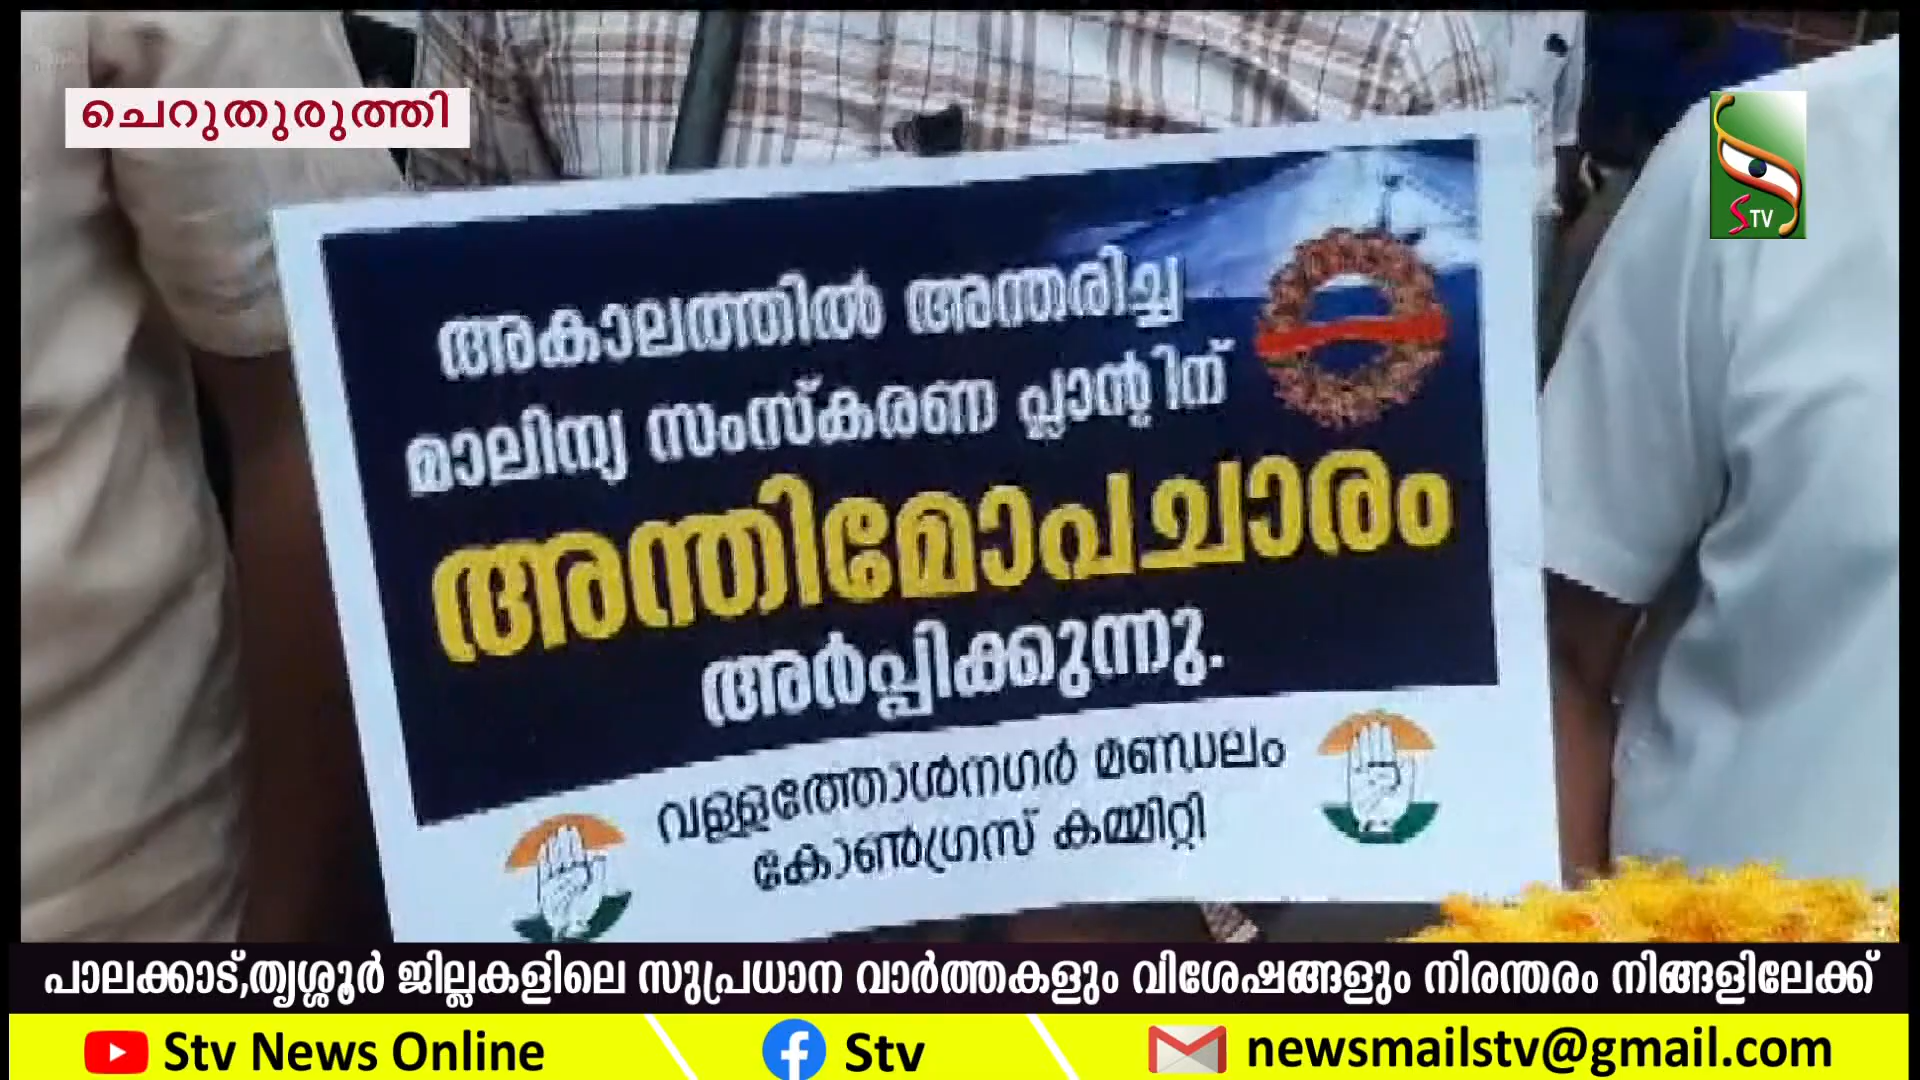 ചെറുതുരുത്തി
STV
അകാലത്തിൽ അന്തരിച്ച
മാലിന്യ സംസ്കരണ പ്ലാന്റിന്
അന്തിമോപചാരം
അർപ്പിക്കുന്നു.
വള്ളത്തോൾനഗർ മണ്ഡലം
കോൺഗ്രസ് കമ്മിറ്റി
പാലക്കാട്,തൃശ്ശൂർ ജില്ലകളിലെ സുപ്രധാന വാർത്തകളും വിശേഷങ്ങളും നിരന്തരം നിങ്ങളിലേക്ക്
Stv News Online
Stv
newsmailstv@gmail.com